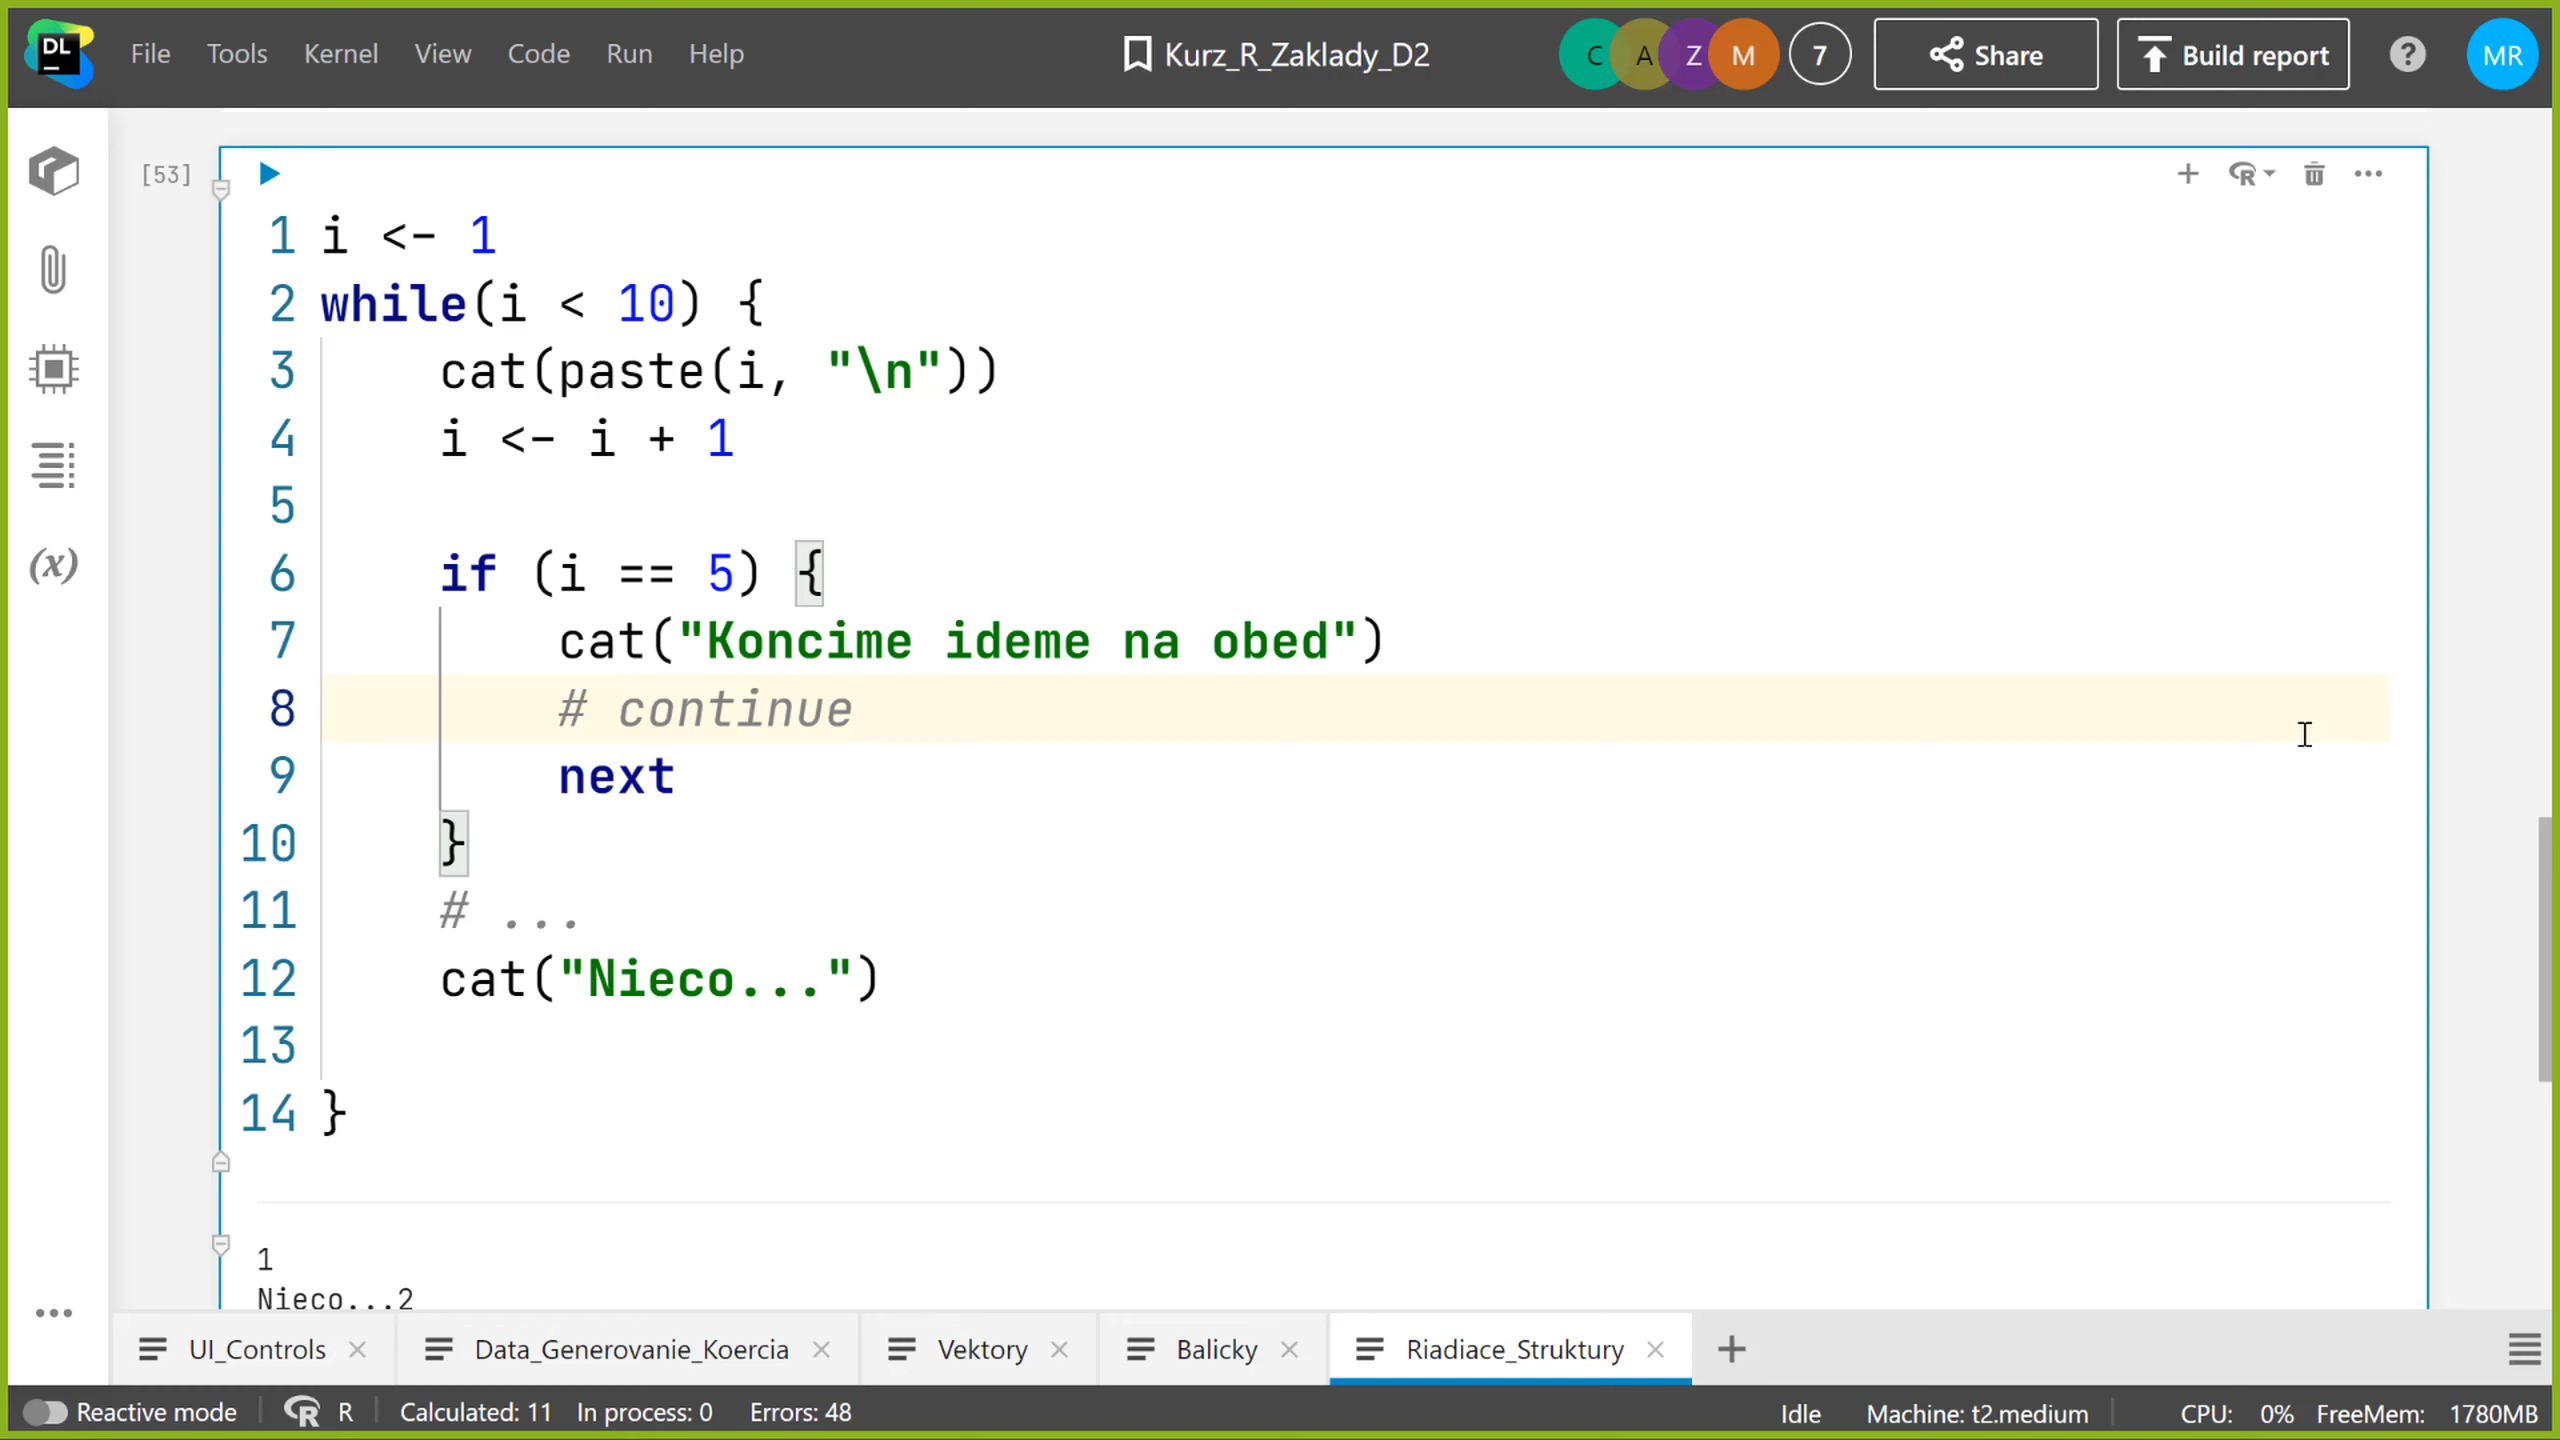 DL File Tools Kernel View Code Run Help Kurz_R_Zaklady_D2 C A Z M 7 Share Build report ? MR
[53]
1 i <- 1
2 while(i < 10) {
3 cat(paste(i, "\n"))
4 i <- i + 1
5
6 if (i == 5) {
7 cat("Koncime ideme na obed")
8 # continue
9 next
10 }
11 # ...
12 cat("Nieco...")
13
14 }
(x)
1
Nieco...2
UI_Controls Data_Generovanie_Koercia Vektory Balicky Riadiace_Struktury
Reactive mode R R Calculated: 11 In process: 0 Errors: 48 Idle Machine: t2.medium CPU: 0% FreeMem: 1780MB